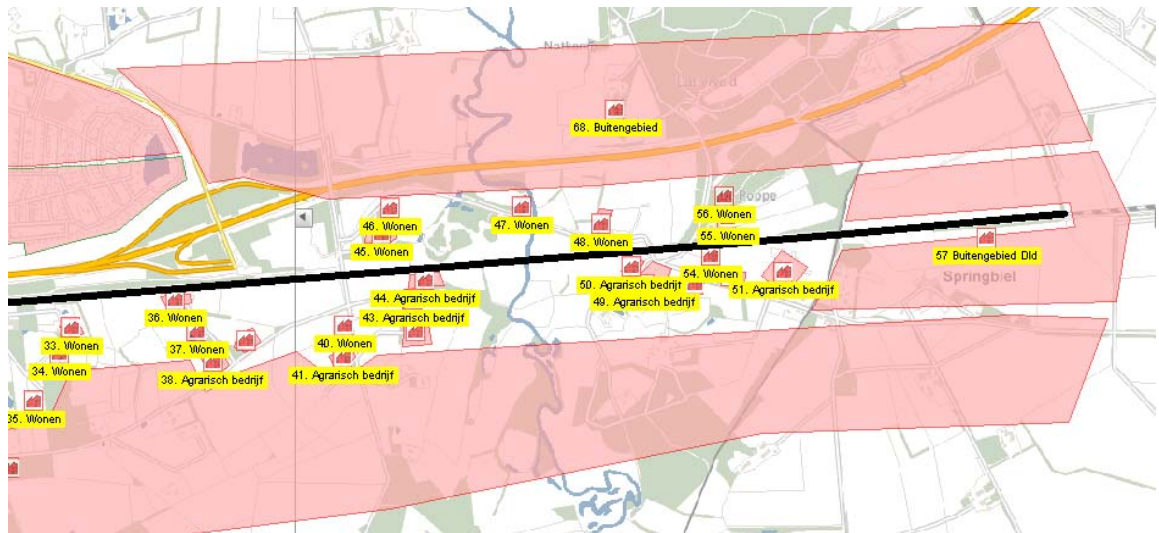 68. Buitengebied
Roppe
56. Wonen
46. Wonen
47. Wonen
48. Wonen
55. Wonen
45. Wonen
57 Buitengebied Dld
54. Wonen
Springbiel
50. Agrarisch bedrijf
51. Agrarisch bedrijf
44. Agrarisch bedrijf
49. Agrarisch bedrijf
36. Wonen
43. Agrarisch bedrijf
33. Wonen
37. Wonen
40. Wonen
34. Wonen
38. Agrarisch bedrijf
41. Agrarisch bedrijf
35. Wonen